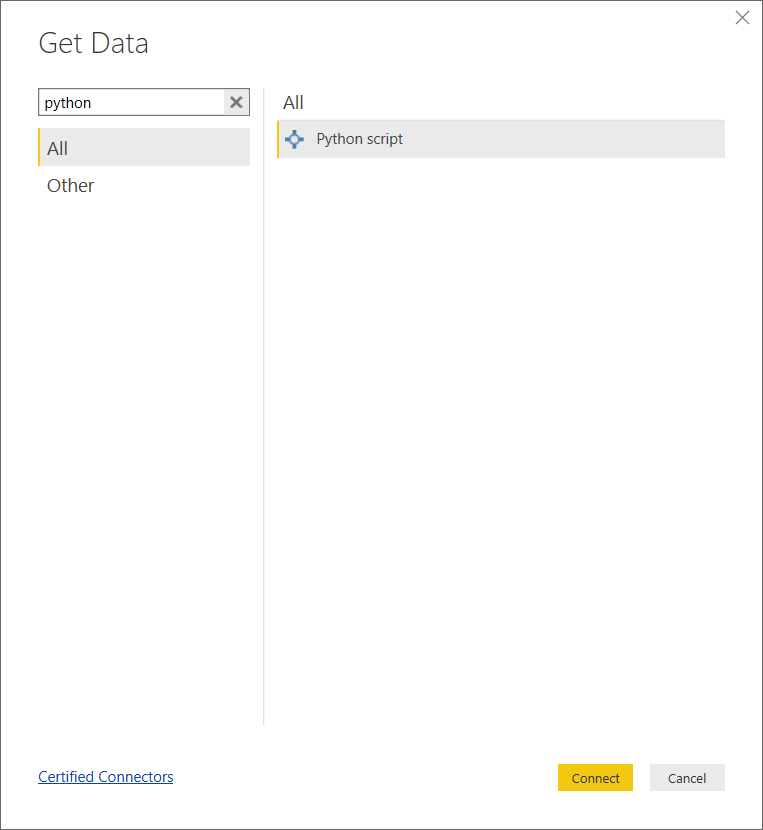 Get Data
python
All
Other
All
Python script
Certified Connectors
Connect
Cancel